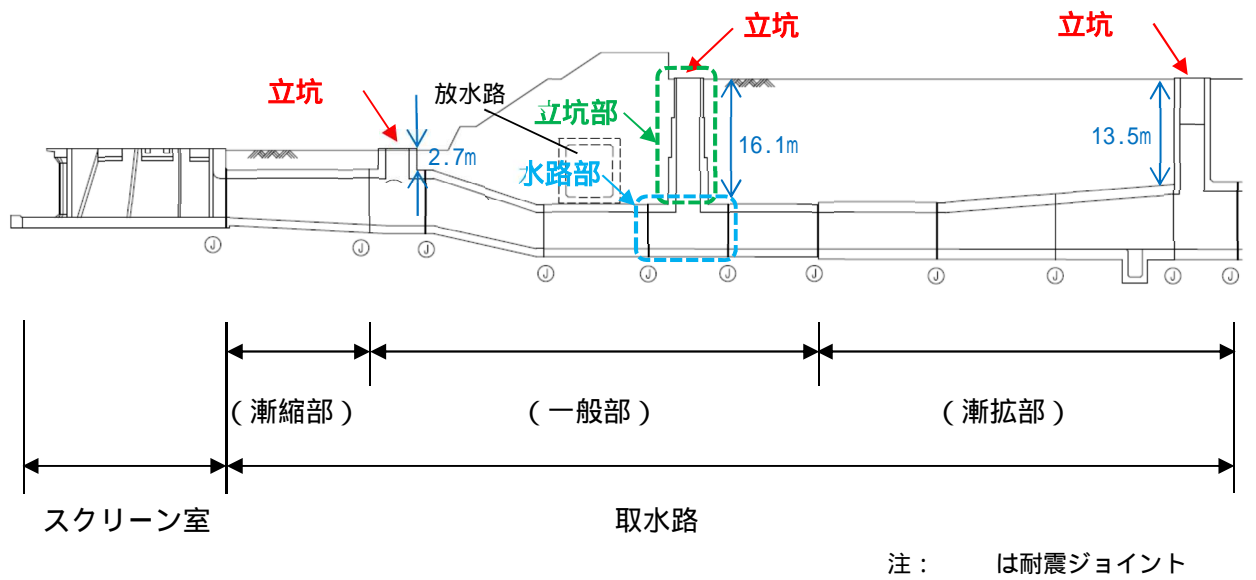 立坑
立坑
立坑
放水路
立坑部
2.7m
16.1m
13.5m
水路部
Ⓙ Ⓙ Ⓙ Ⓙ Ⓙ Ⓙ Ⓙ Ⓙ Ⓙ Ⓙ Ⓙ
(漸縮部) (一般部) (漸拡部)
スクリーン室 取水路
注: は耐震ジョイント